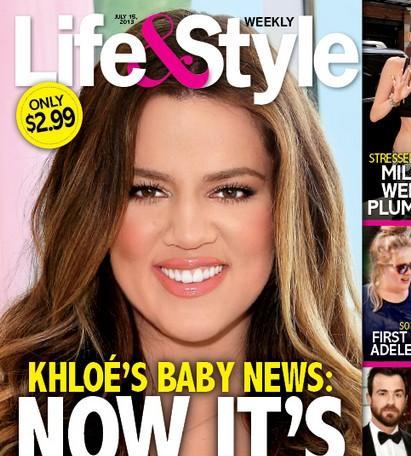 JULY 15,
2013
WEEKLY
Life&Style
ONLY
$2.99
STRESSE
MIL
WE
PLUM
SO
FIRST
ADELE
KHLOÉ'S BABY NEWS:
NOW IT'S